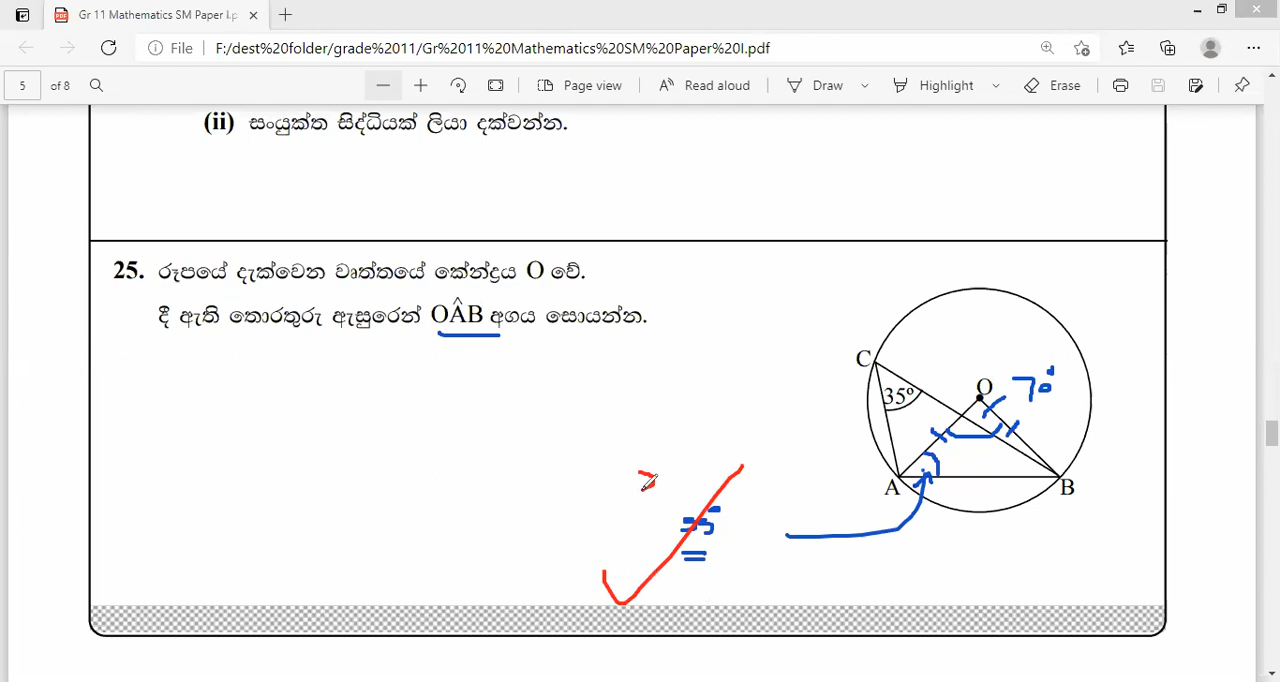 Gr 11 Mathematics SM Paper I.p
File F:/dest%20folder/grade%2011/Gr%2011%20Mathematics%20SM%20Paper%20I.pdf
5 of 8 Page view Read aloud Draw Highlight Erase
(ii) සංයුක්ත සිද්ධියක් ලියා දක්වන්න.
25. රූපයේ දැක්වෙන වෘත්තයේ කේන්ද්‍රය O වේ.
දී ඇති තොරතුරු ඇසුරෙන් OÂB අගය සොයන්න.
C
O
70°
35°
A
B